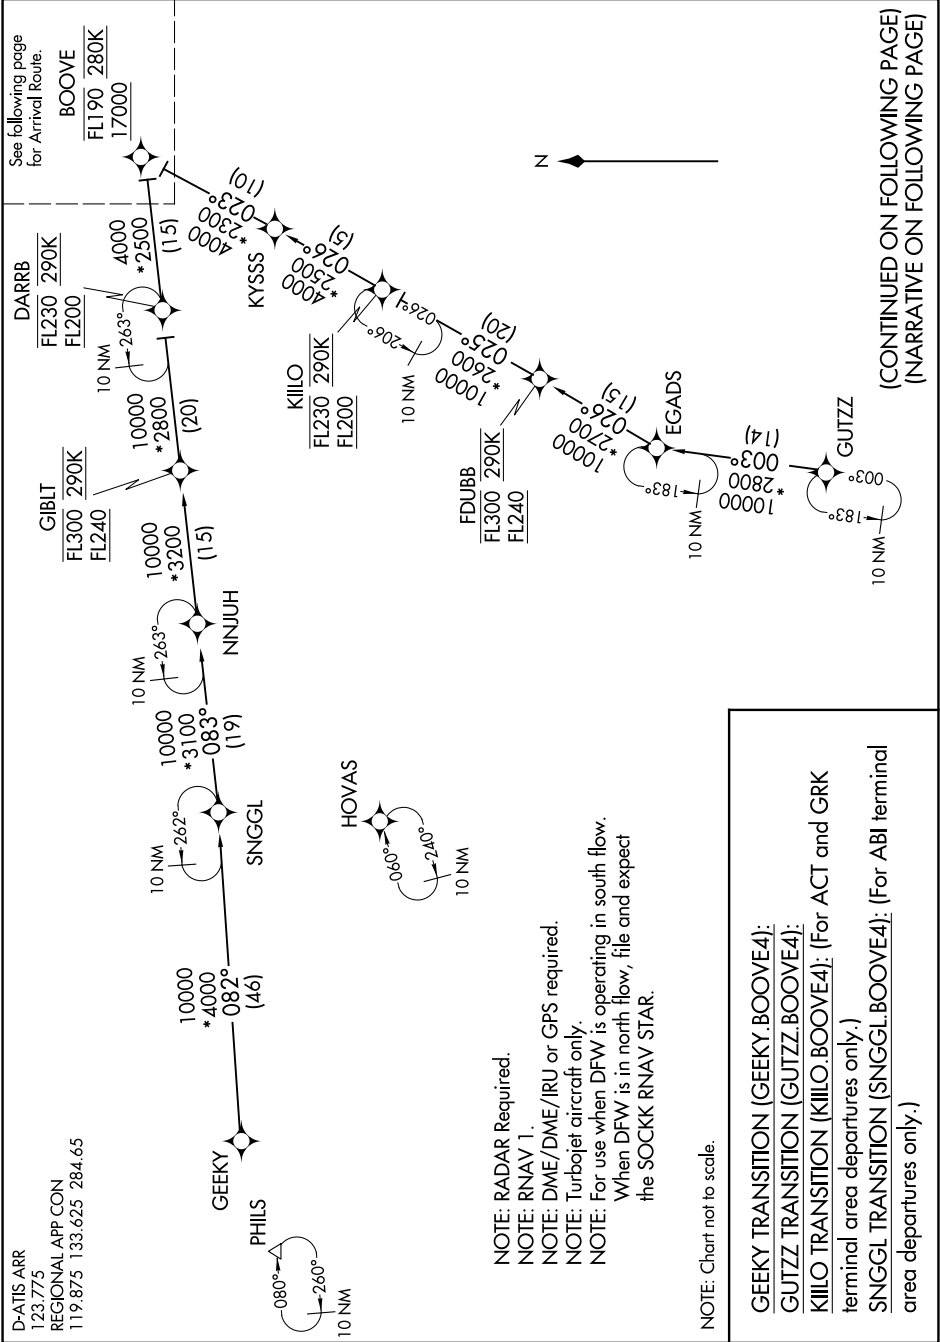 D-ATIS ARR
123.775
REGIONAL APP CON
119.875 133.625 284.65
See following page
for Arrival Route.
BOOVE
FL190 280K
17000
DARRB
FL230 290K
FL200
4000
*2500
(15)
10 NM
263°
10000
*2800
(20)
GIBLT
FL300 290K
FL240
10000
*3200
(15)
NNJUH
10 NM
263°
10000
*3100
083°
(19)
SNGGL
10 NM
262°
10000
*4000
082°
(46)
GEEKY
PHILS
080°
260°
10 NM
HOVAS
060°
240°
10 NM
4000
*2300
023°
(10)
KYSSS
4000
*2500
026°
(5)
KIILO
FL230 290K
FL200
206°
026°
10 NM
10000
*2600
025°
(20)
FDUBB
FL300 290K
FL240
10000
*2700
026°
(15)
EGADS
183°
10 NM
10000
*2800
003°
(14)
GUTZZ
003°
183°
10 NM
N
NOTE: RADAR Required.
NOTE: RNAV 1.
NOTE: DME/DME/IRU or GPS required.
NOTE: Turbojet aircraft only.
NOTE: For use when DFW is operating in south flow.
When DFW is in north flow, file and expect
the SOCKK RNAV STAR.
NOTE: Chart not to scale.
GEEKY TRANSITION (GEEKY.BOOVE4):
GUTZZ TRANSITION (GUTZZ.BOOVE4):
KIILO TRANSITION (KIILO.BOOVE4): (For ACT and GRK
terminal area departures only.)
SNGGL TRANSITION (SNGGL.BOOVE4): (For ABI terminal
area departures only.)
(CONTINUED ON FOLLOWING PAGE)
(NARRATIVE ON FOLLOWING PAGE)